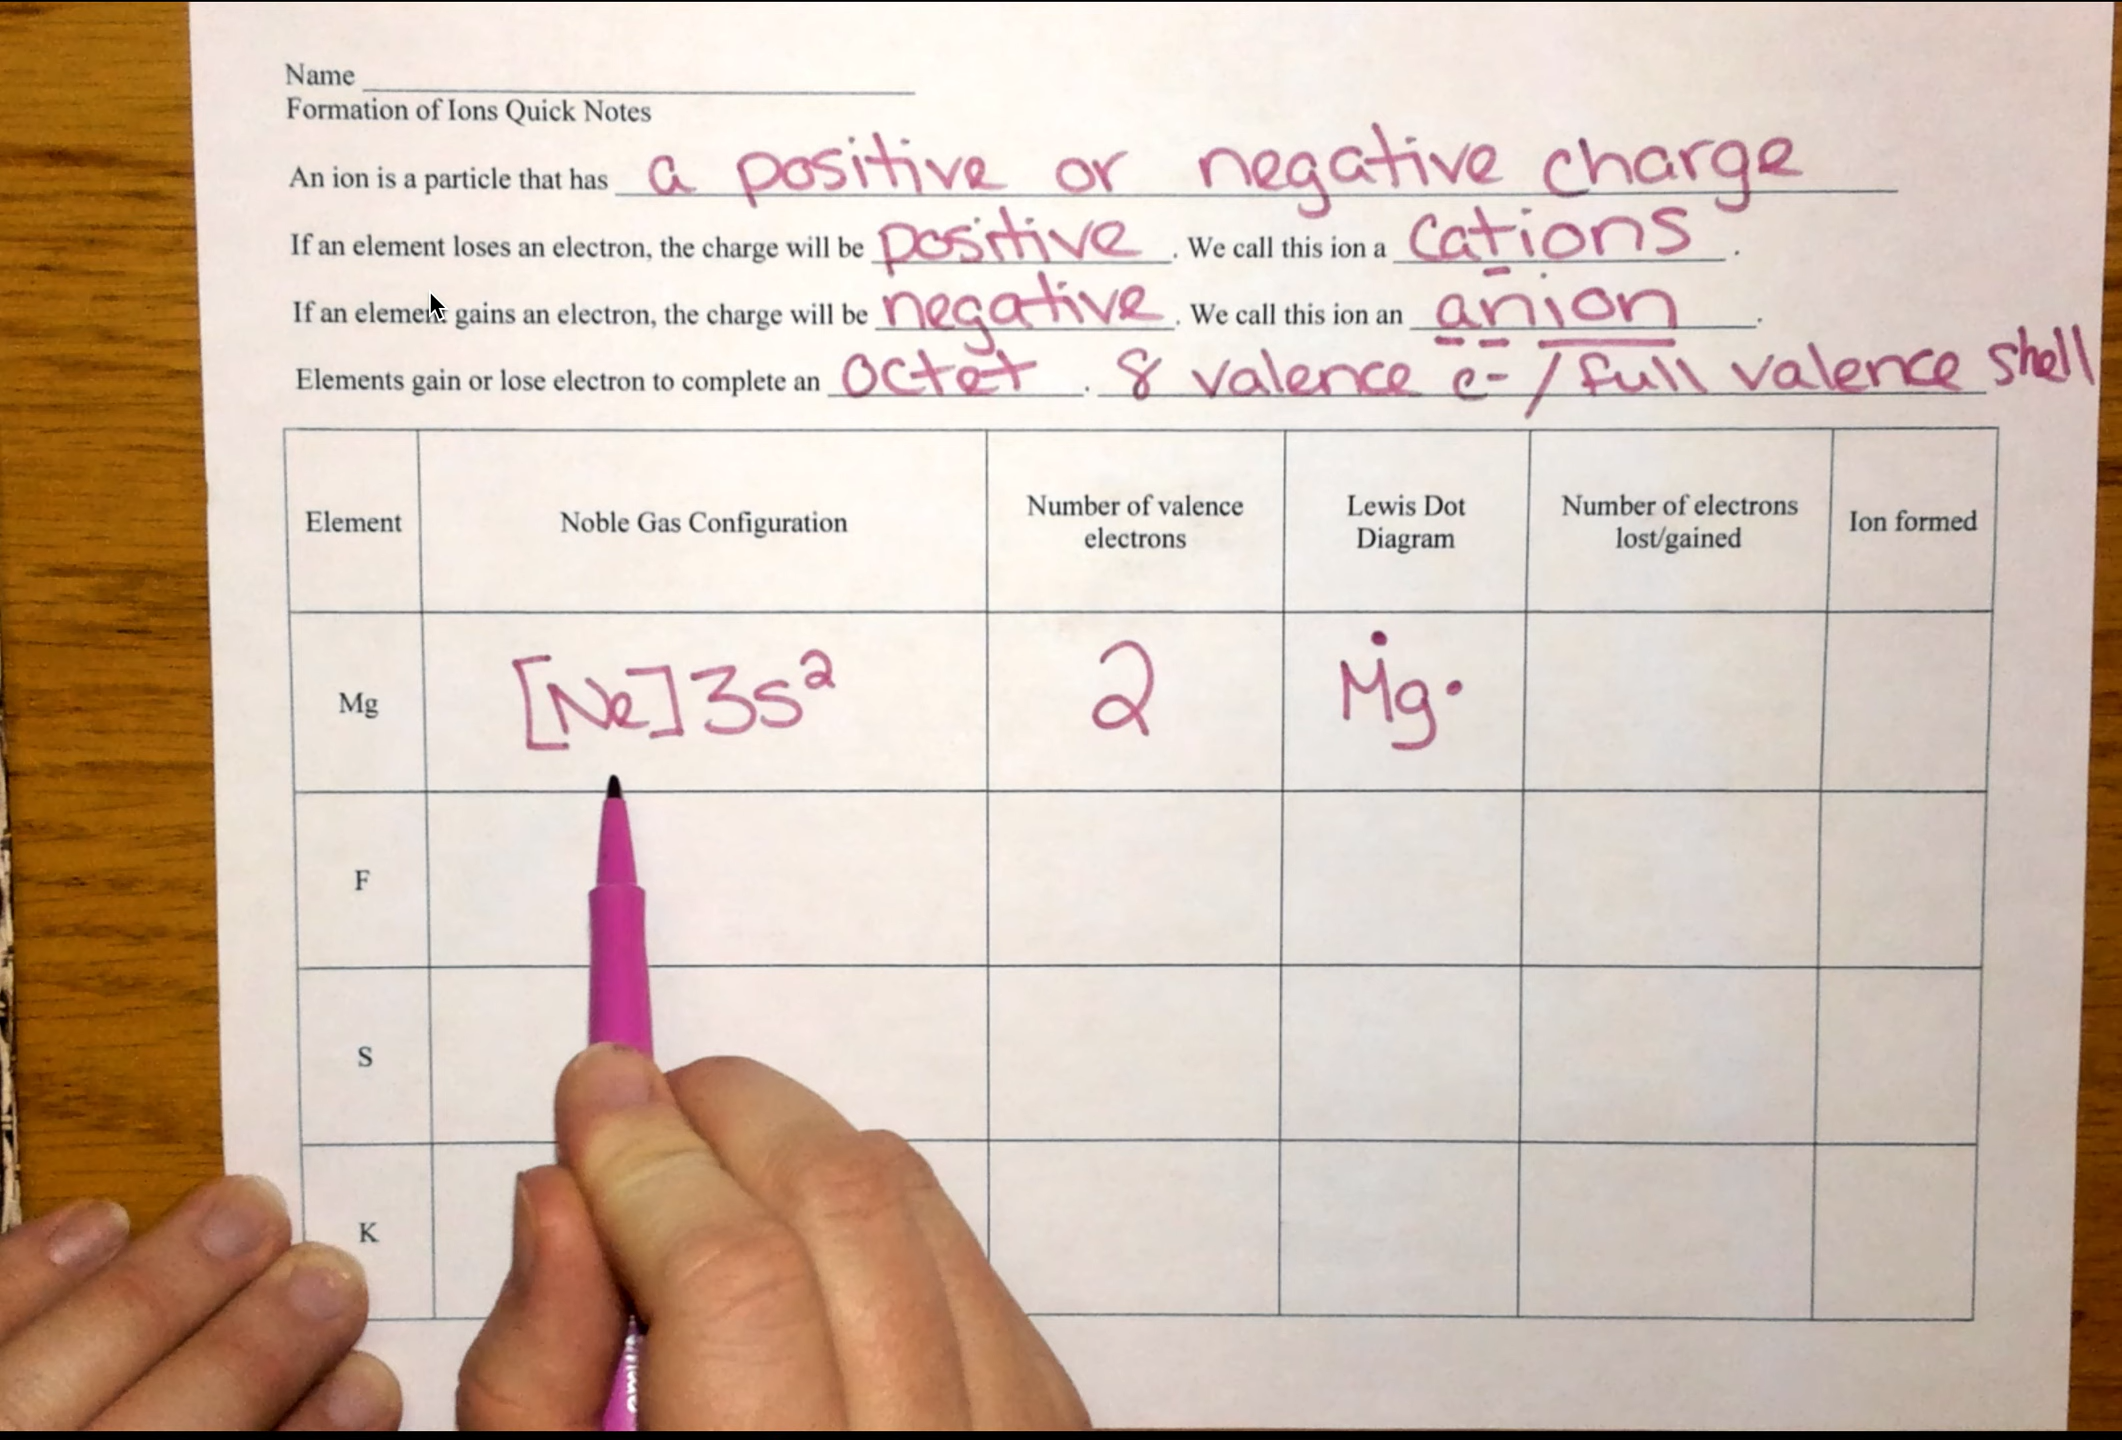 Name
Formation of Ions Quick Notes
An ion is a particle that has a positive or negative charge
If an element loses an electron, the charge will be positive. We call this ion a cations.
If an element gains an electron, the charge will be negative. We call this ion an anion.
Elements gain or lose electron to complete an octet. 8 valence e-/full valence shell
Element Noble Gas Configuration Number of valence electrons Lewis Dot Diagram Number of electrons lost/gained Ion formed
Mg [Ne]3s² 2 Mg
F
S
K